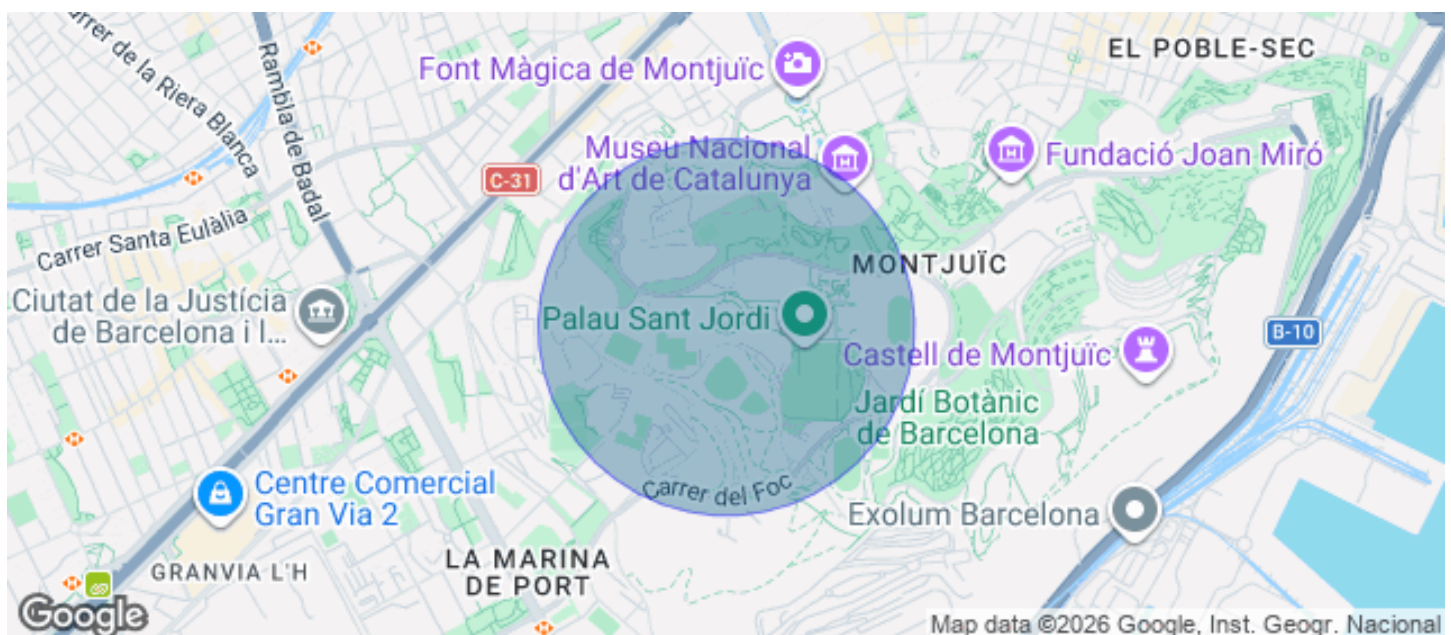 Carrer de la Riera Blanca
Rambla de Badal
Font Màgica de Montjuïc
EL POBLE-SEC
Museu Nacional
d'Art de Catalunya
Fundació Joan Miró
C-31
Carrer Santa Eulàlia
MONTJUÏC
Ciutat de la Justícia
de Barcelona i l...
Palau Sant Jordi
B-10
Castell de Montjuïc
Jardí Botànic
de Barcelona
Centre Comercial
Gran Via 2
Carrer del Foc
Exolum Barcelona
LA MARINA
DE PORT
GRANVIA L'H
Google
Map data ©2026 Google, Inst. Geogr. Nacional